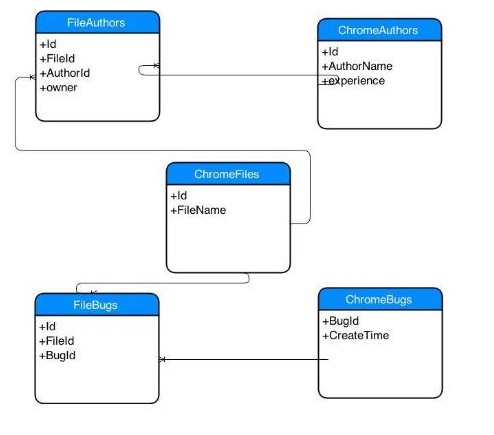 FileAuthors
+Id
+FileId
+AuthorId
+owner
ChromeAuthors
+Id
+AuthorName
+experience
ChromeFiles
+Id
+FileName
FileBugs
+Id
+FileId
+BugId
ChromeBugs
+BugId
+CreateTime